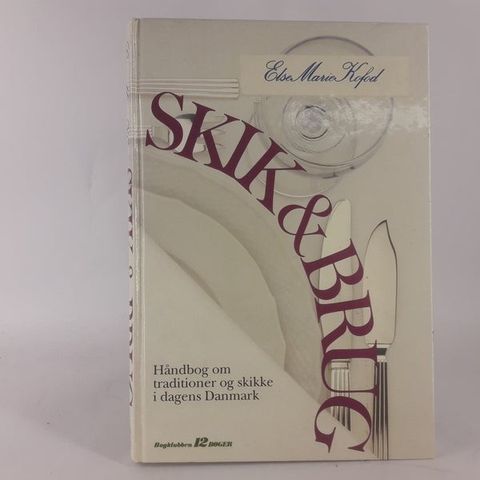 Else Marie Kofod
SKIK & BRUG
Håndbog om
traditioner og skikke
i dagens Danmark
Bogklubben 12 BØGER